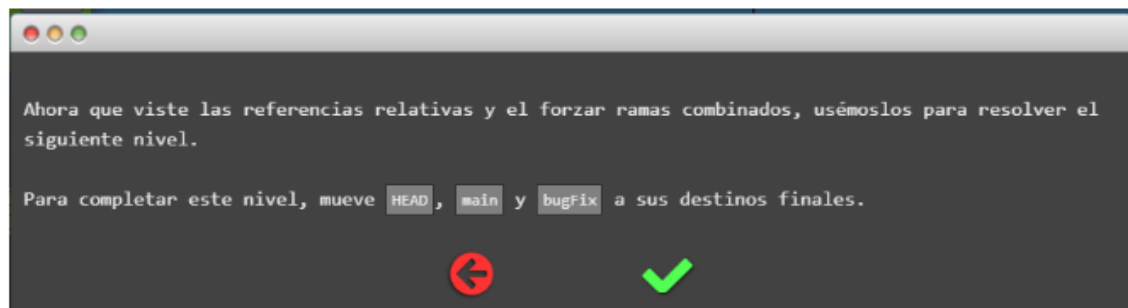 Ahora que viste las referencias relativas y el forzar ramas combinados, usémoslos para resolver el
siguiente nivel.
Para completar este nivel, mueve HEAD, main y bugFix a sus destinos finales.